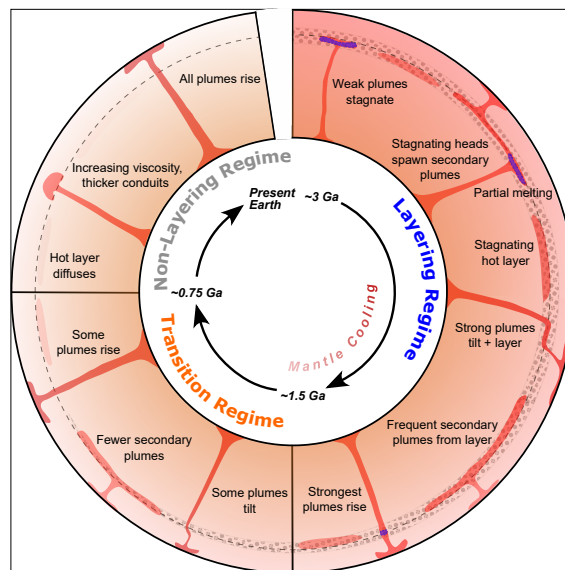 All plumes rise
Increasing viscosity,
thicker conduits
Hot layer
diffuses
Some
plumes rise
Fewer secondary
plumes
Some plumes
tilt
Strongest
plumes rise
Frequent secondary
plumes from layer
Strong plumes
tilt + layer
Stagnating
hot layer
Partial melting
Stagnating heads
spawn secondary
plumes
Weak plumes
stagnate
Non-Layering Regime
Layering Regime
Transition Regime
Present
Earth
~3 Ga
~0.75 Ga
~1.5 Ga
Mantle Cooling